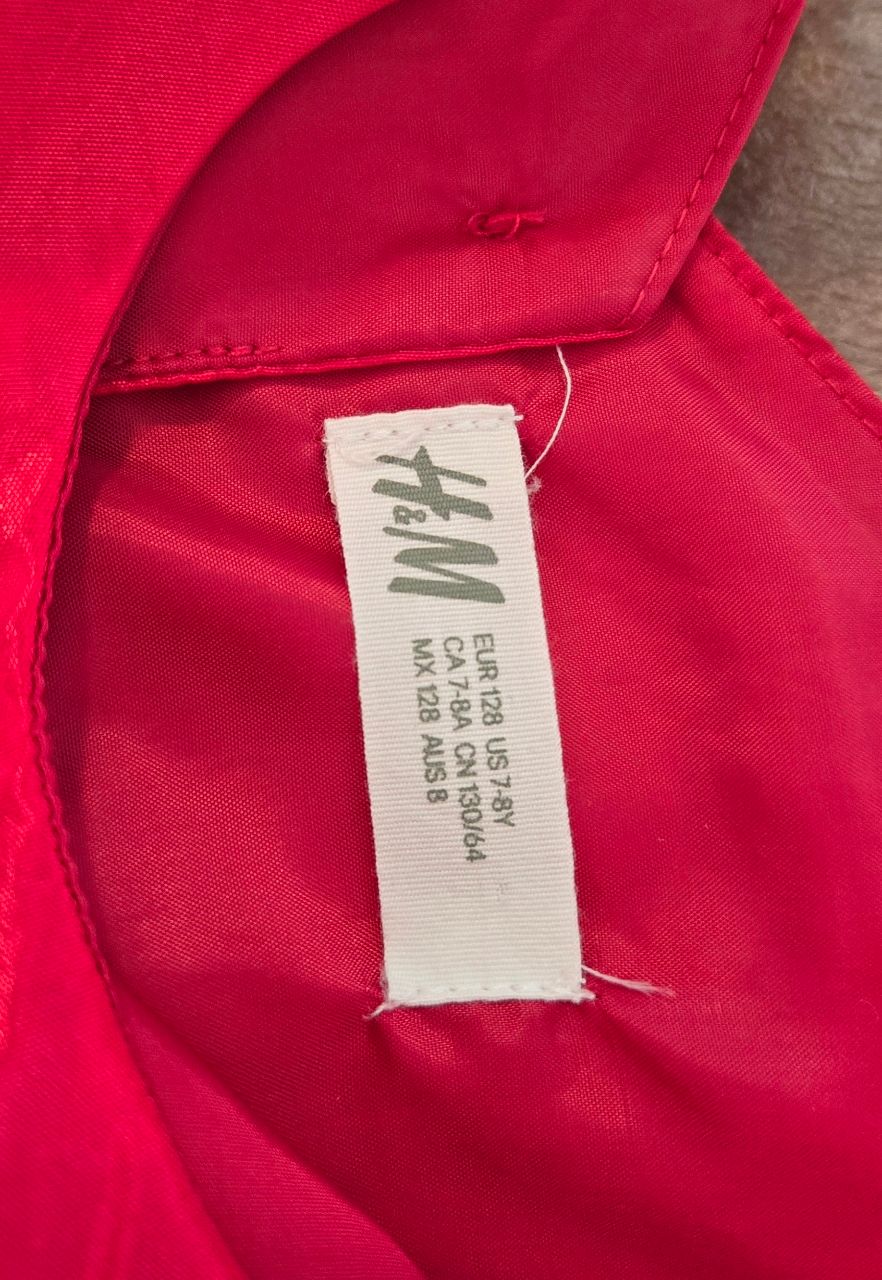 H&M
EUR 128 US 7-8Y
CA 7-8A CN 130/64
MX 128 AUS 8